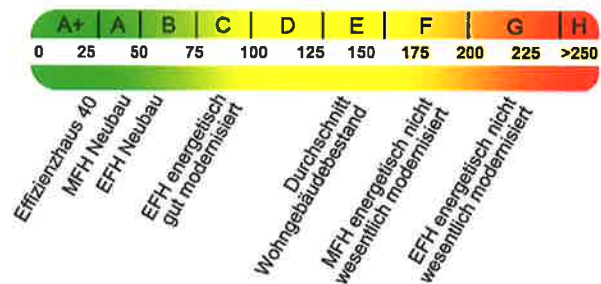 A+ A B C D E F G H
0 25 50 75 100 125 150 175 200 225 >250
Effizienzhaus 40
MFH Neubau
EFH Neubau
EFH energetisch
gut modernisiert
Durchschnitt
Wohngebäudebestand
MFH energetisch nicht
wesentlich modernisiert
EFH energetisch nicht
wesentlich modernisiert